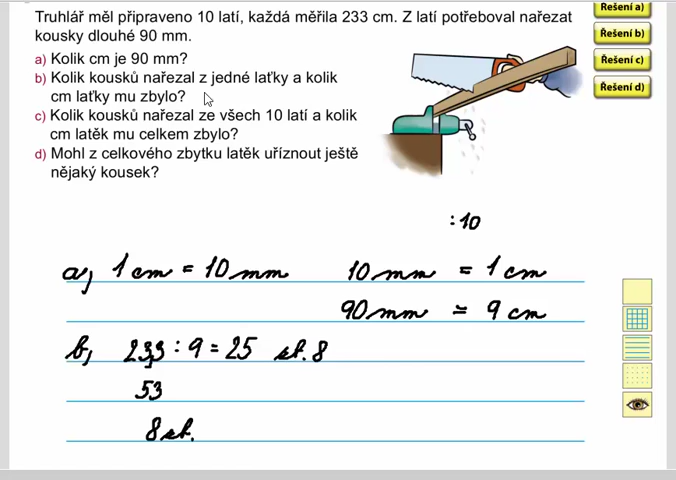 Truhlář měl připraveno 10 latí, každá měřila 233 cm. Z latí potřeboval nařezat
kousky dlouhé 90 mm.
a) Kolik cm je 90 mm?
b) Kolik kousků nařezal z jedné laťky a kolik
cm laťky mu zbylo?
c) Kolik kousků nařezal ze všech 10 latí a kolik
cm latěk mu celkem zbylo?
d) Mohl z celkového zbytku latěk uříznout ještě
nějaký kousek?
Řešení a)
Řešení b)
Řešení c)
Řešení d)
: 10
a) 1 cm = 10 mm 10 mm = 1 cm
90 mm = 9 cm
b) 233 : 9 = 25 zb. 8
53
8 zb.